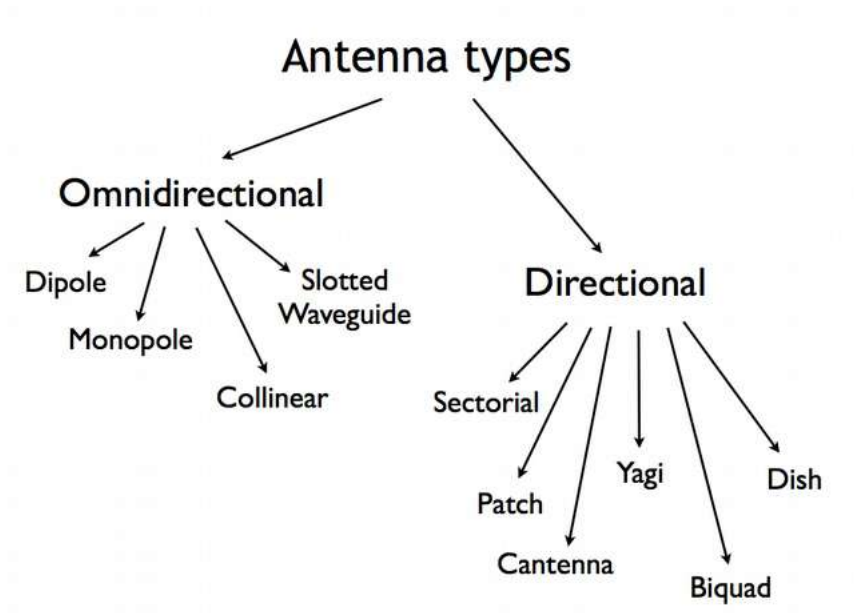 Antenna types
Omnidirectional
Dipole
Monopole
Collinear
Slotted
Waveguide
Directional
Sectorial
Patch
Cantenna
Yagi
Biquad
Dish